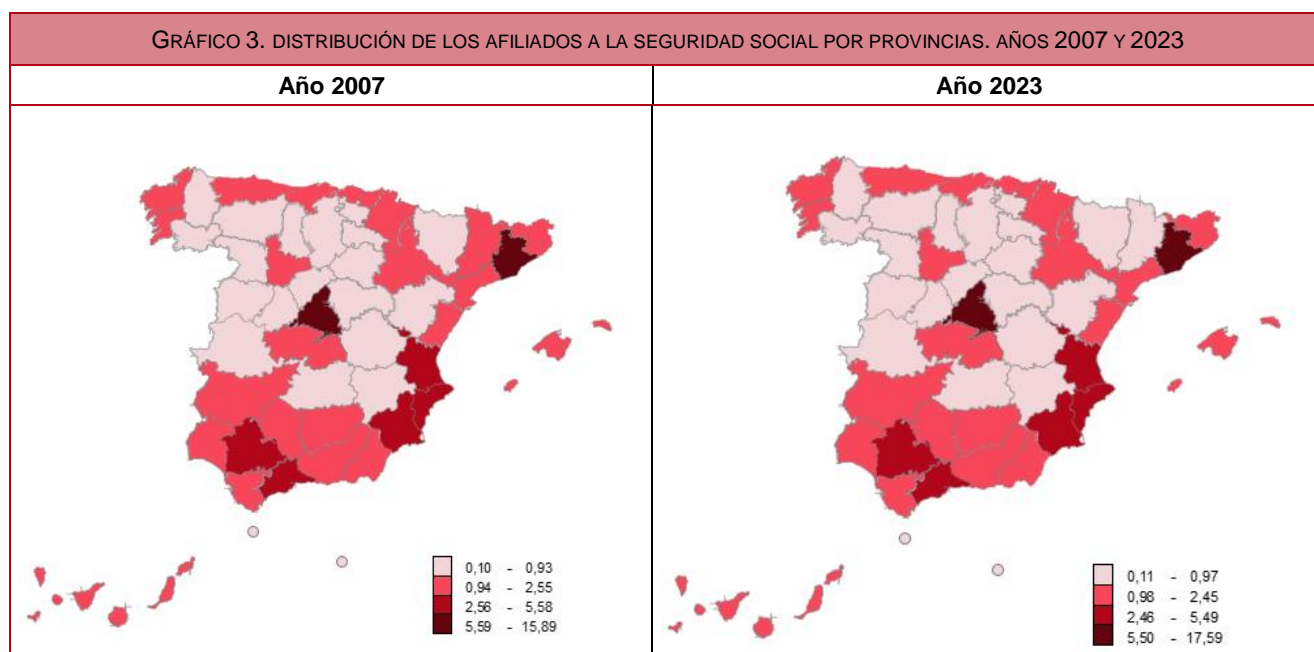 GRÁFICO 3. DISTRIBUCIÓN DE LOS AFILIADOS A LA SEGURIDAD SOCIAL POR PROVINCIAS. AÑOS 2007 Y 2023
Año 2007
Año 2023
0,10 - 0,93
0,94 - 2,55
2,56 - 5,58
5,59 - 15,89
0,11 - 0,97
0,98 - 2,45
2,46 - 5,49
5,50 - 17,59